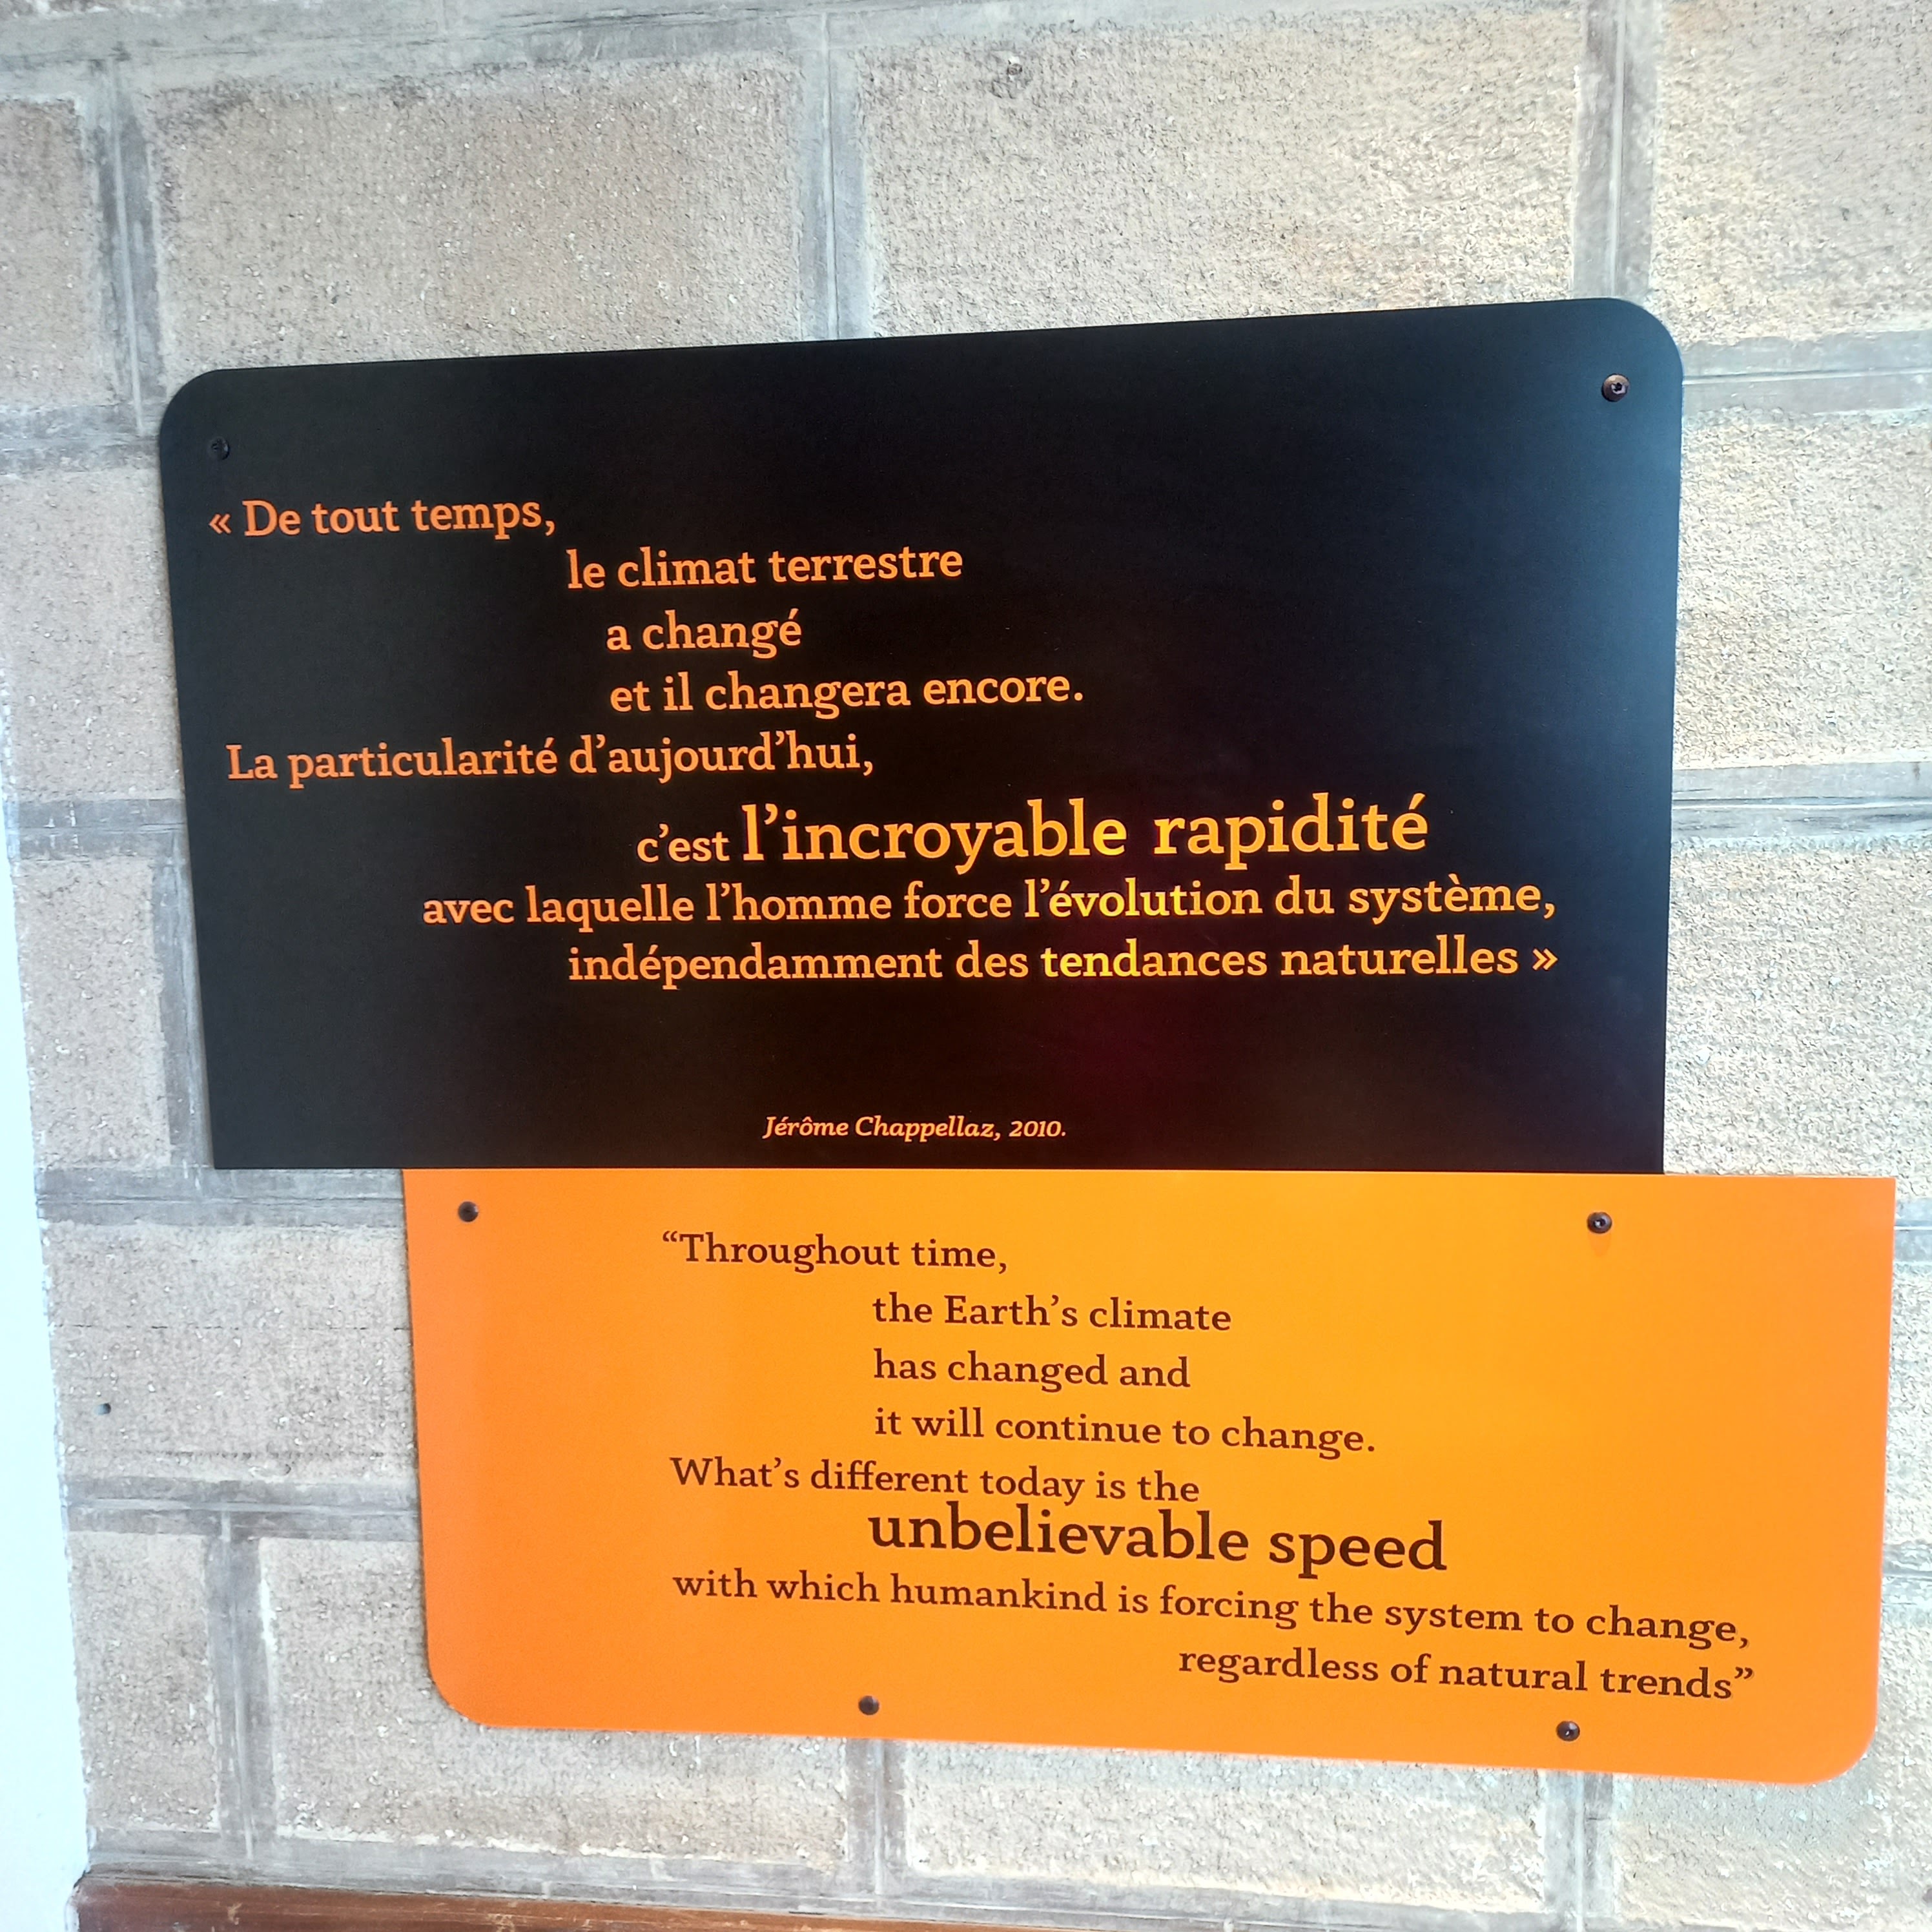 « De tout temps,
le climat terrestre
a changé
et il changera encore.
La particularité d’aujourd’hui,
c’est l’incroyable rapidité
avec laquelle l’homme force l’évolution du système,
indépendamment des tendances naturelles »
Jérôme Chappellaz, 2010.
“Throughout time,
the Earth’s climate
has changed and
it will continue to change.
What’s different today is the
unbelievable speed
with which humankind is forcing the system to change,
regardless of natural trends”